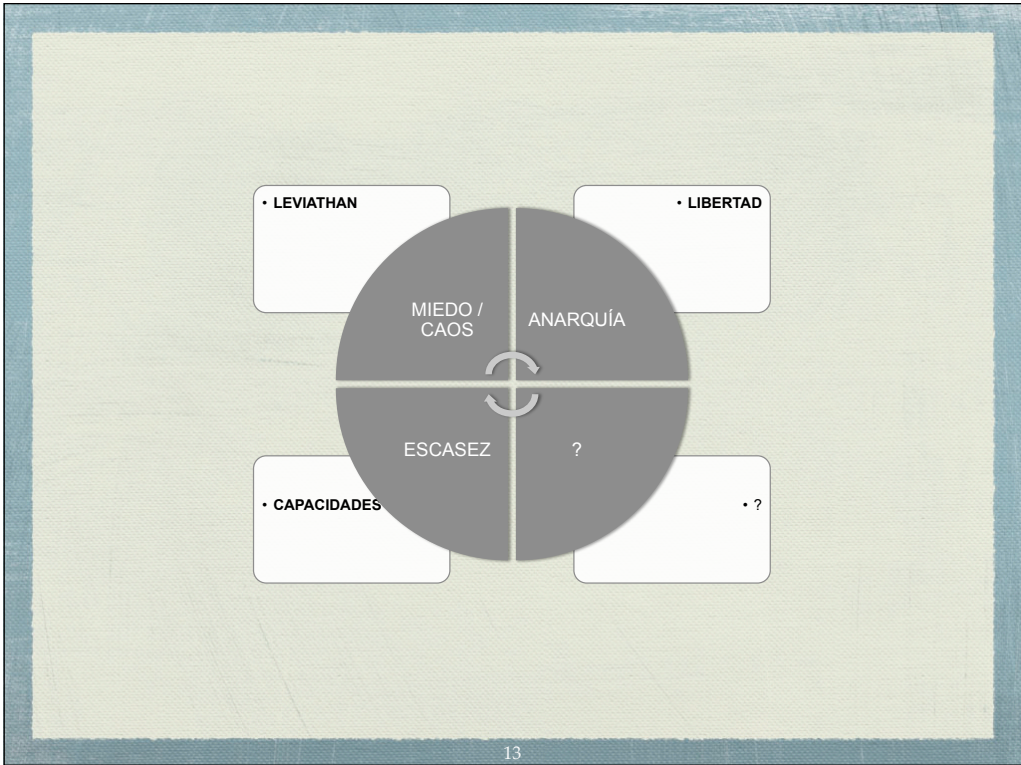 • LEVIATHAN
• LIBERTAD
MIEDO /
CAOS
ANARQUÍA
ESCASEZ
?
• CAPACIDADES
• ?
13